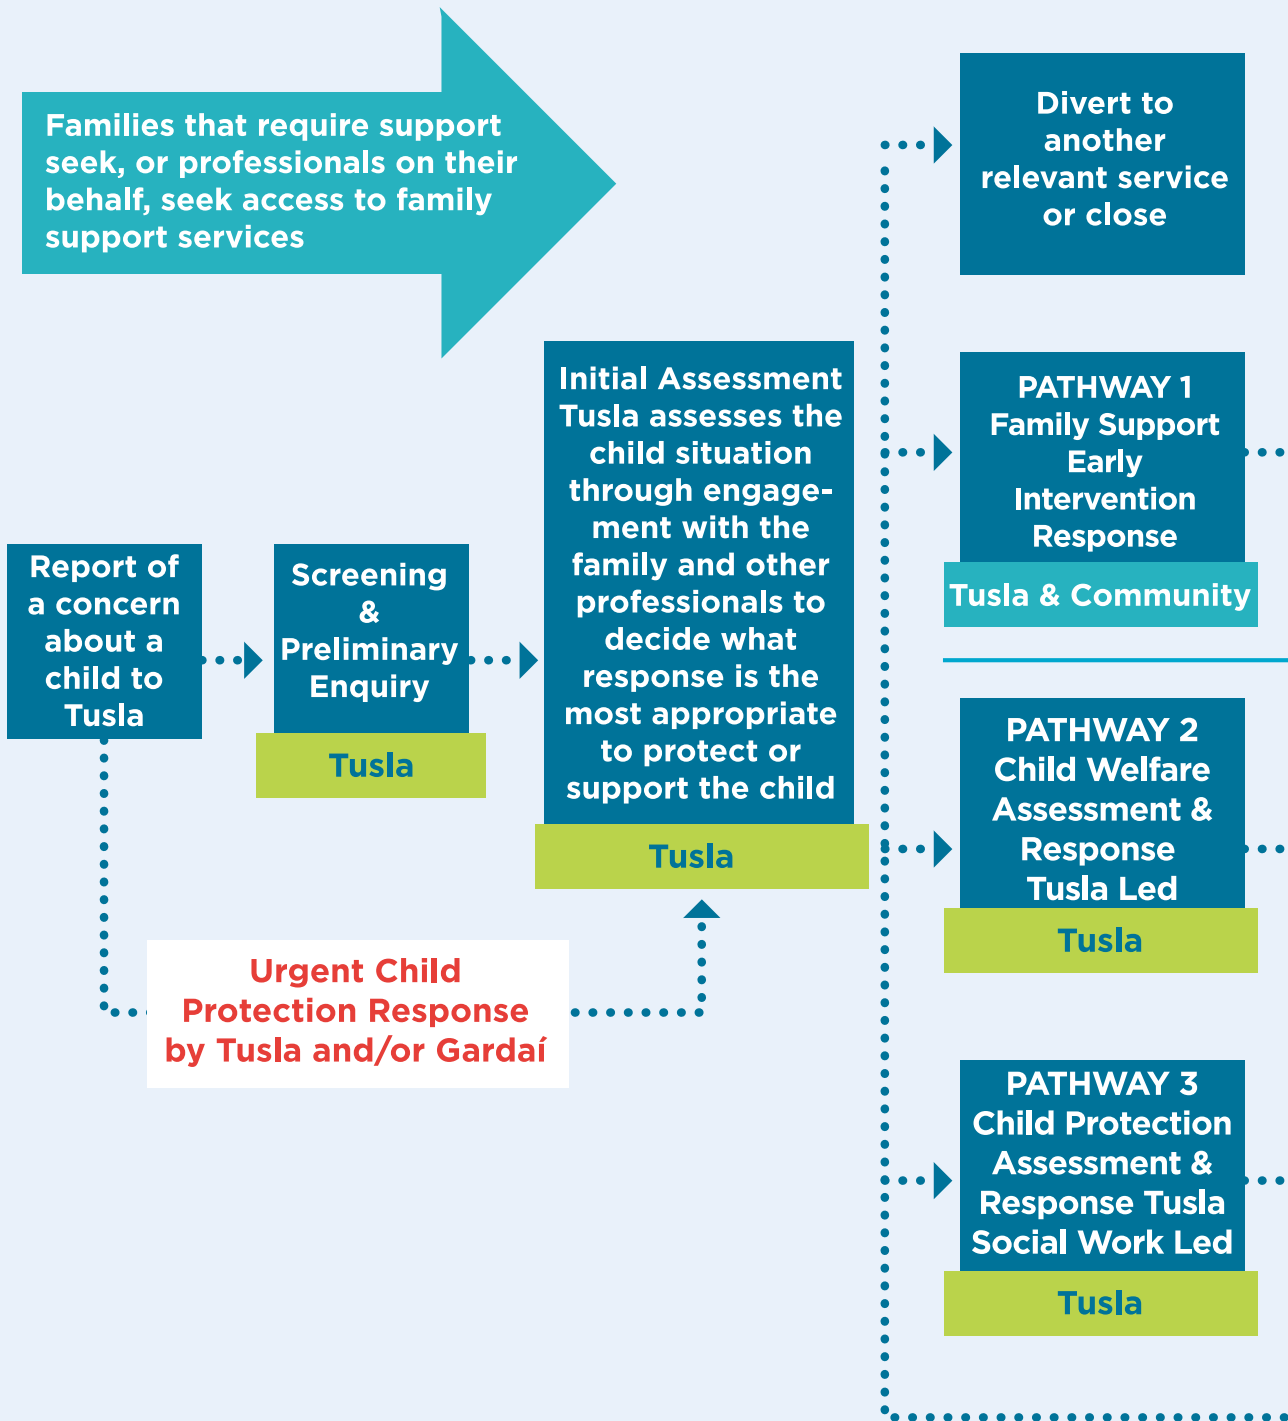 Families that require support
seek, or professionals on their
behalf, seek access to family
support services
Report of
a concern
about a
child to
Tusla
Screening
&
Preliminary
Enquiry
Tusla
Initial Assessment
Tusla assesses the
child situation
through engage-
ment with the
family and other
professionals to
decide what
response is the
most appropriate
to protect or
support the child
Tusla
Urgent Child
Protection Response
by Tusla and/or Gardaí
Divert to
another
relevant service
or close
PATHWAY 1
Family Support
Early
Intervention
Response
Tusla & Community
PATHWAY 2
Child Welfare
Assessment &
Response
Tusla Led
Tusla
PATHWAY 3
Child Protection
Assessment &
Response Tusla
Social Work Led
Tusla